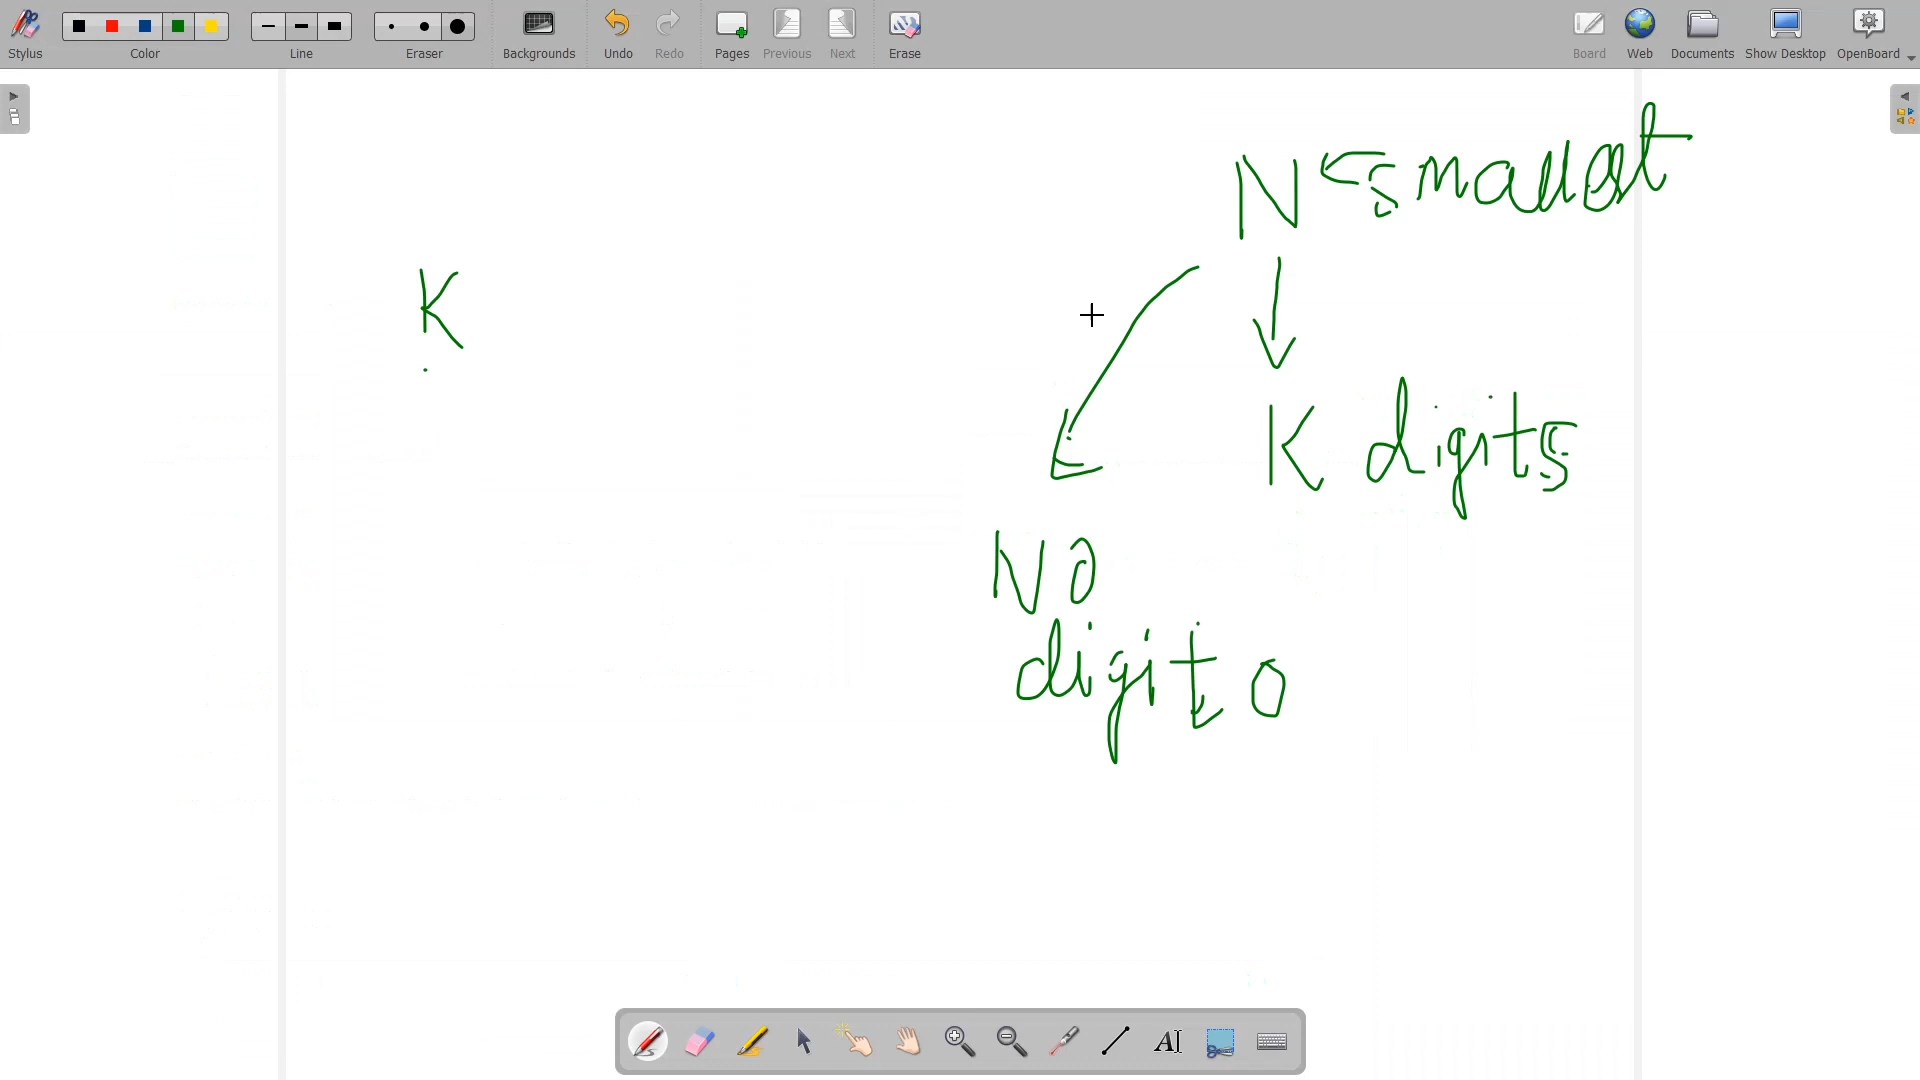 Stylus Color Line Eraser Backgrounds Undo Redo Pages Previous Next Erase Board Web Documents Show Desktop OpenBoard
N smallest
K
K digits
No
digit 0
AI